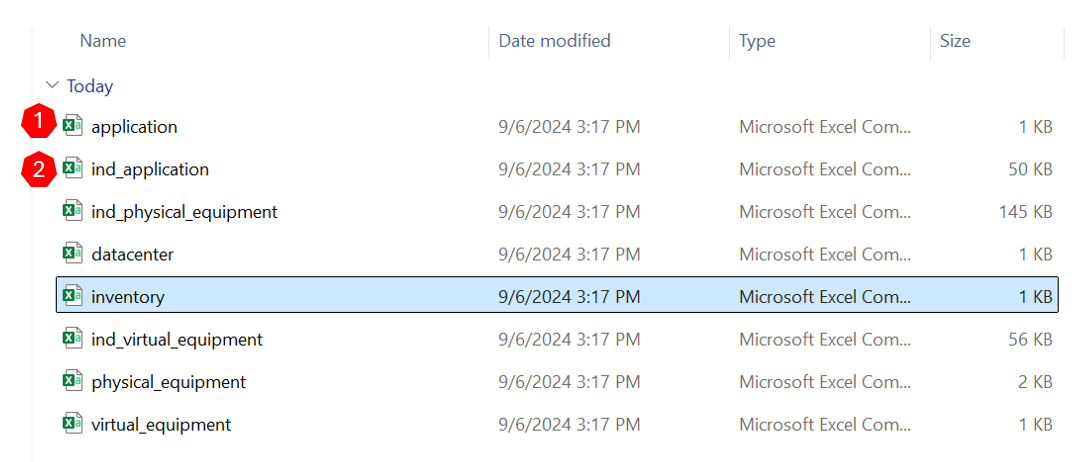 Name Date modified Type Size
Today
1 application 9/6/2024 3:17 PM Microsoft Excel Com... 1 KB
2 ind_application 9/6/2024 3:17 PM Microsoft Excel Com... 50 KB
ind_physical_equipment 9/6/2024 3:17 PM Microsoft Excel Com... 145 KB
datacenter 9/6/2024 3:17 PM Microsoft Excel Com... 1 KB
inventory 9/6/2024 3:17 PM Microsoft Excel Com... 1 KB
ind_virtual_equipment 9/6/2024 3:17 PM Microsoft Excel Com... 56 KB
physical_equipment 9/6/2024 3:17 PM Microsoft Excel Com... 2 KB
virtual_equipment 9/6/2024 3:17 PM Microsoft Excel Com... 1 KB